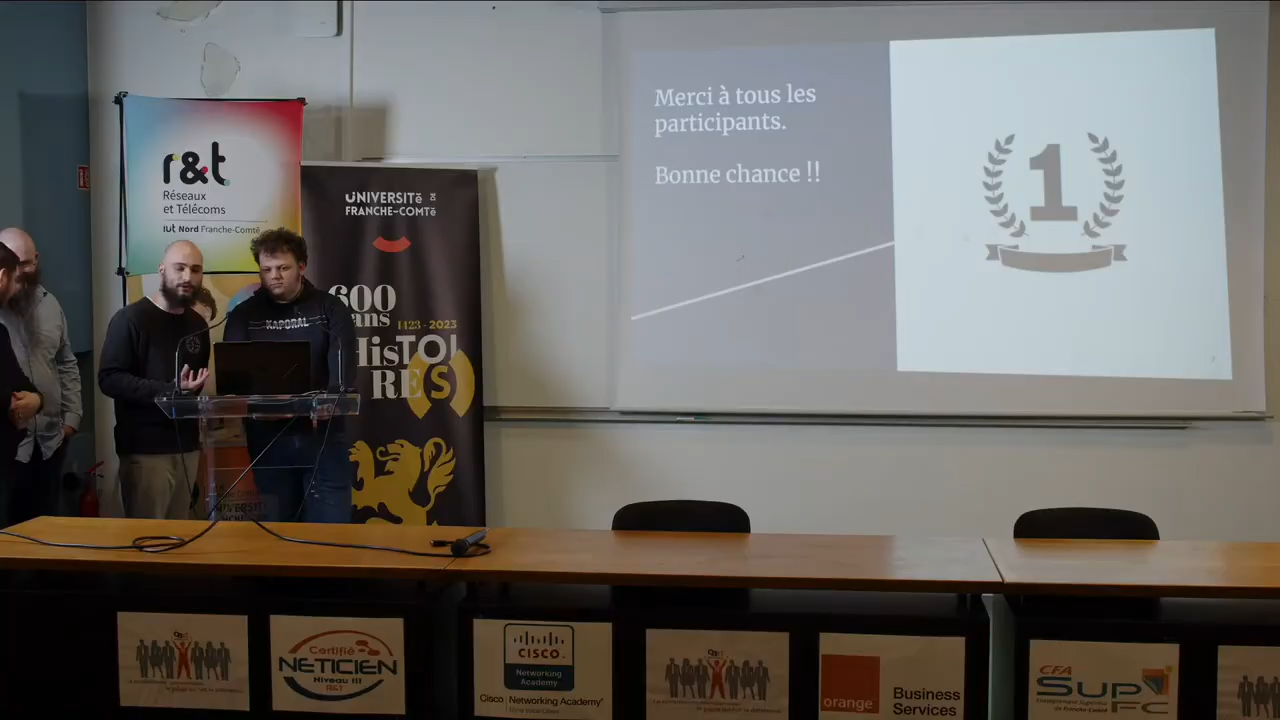 Merci à tous les
participants.
Bonne chance !!
1
r&t
Réseaux
et Télécoms
IUt Nord Franche-Comté
UNIVERSITé
FRANCHE-COMTé
600
ans
1423 - 2023
HisTOI
RE(S)
KAPORAL
Certifié
NETICIEN
Niveau III
R&T
CISCO
Networking
Academy
Cisco Networking Academy
orange
Business
Services
CFA
SUP
FC